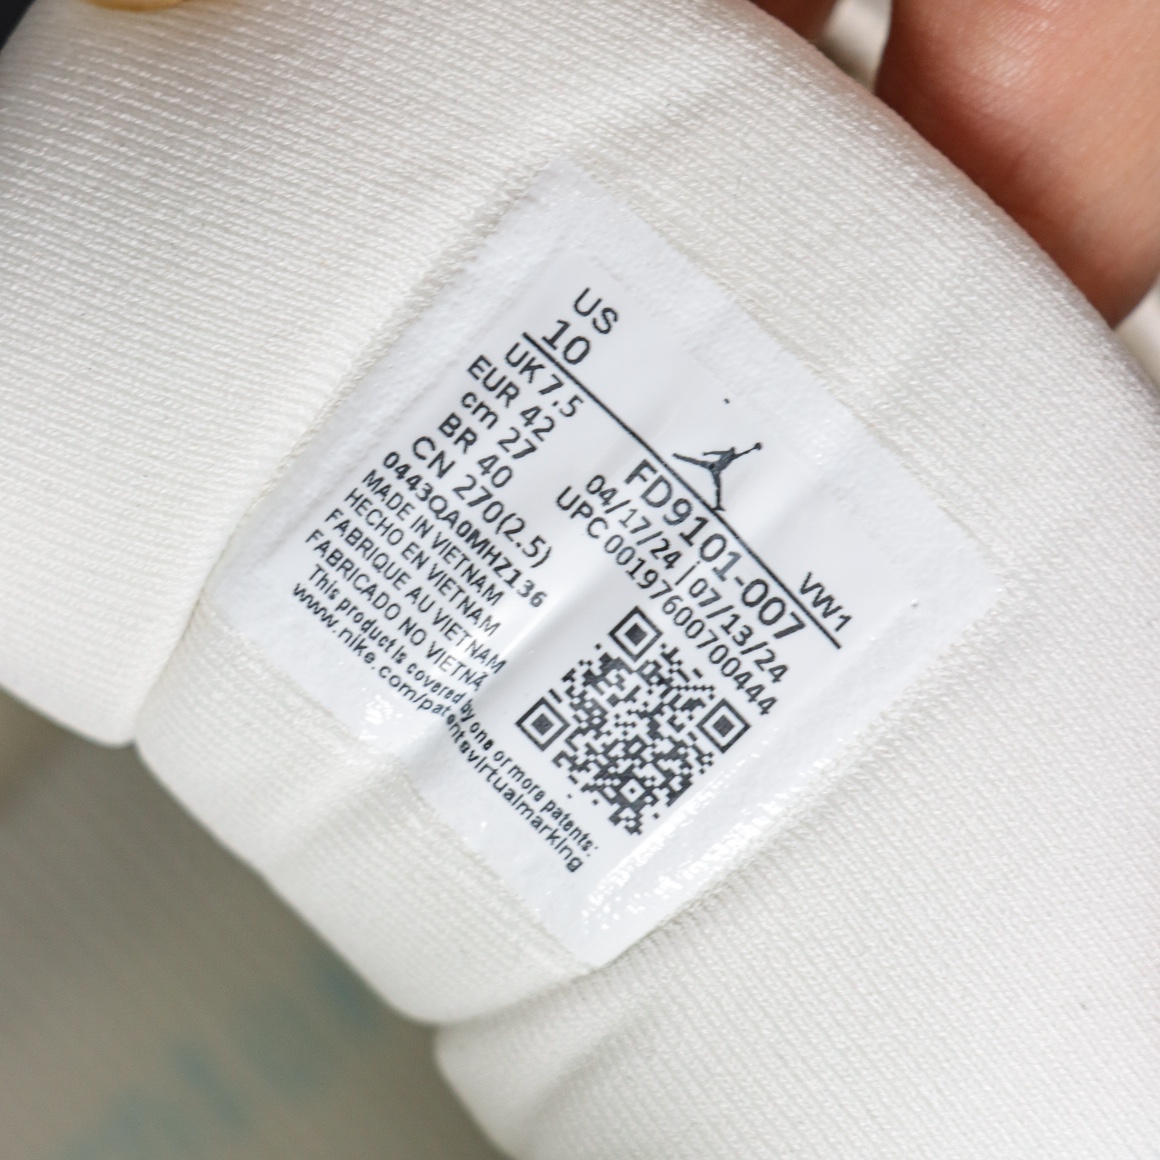 US
10
UK 7.5
EUR 42
cm 27
BR 40
CN 270(2.5)
0443QA0MHZ136
MADE IN VIETNAM
HECHO EN VIETNAM
FABRIQUE AU VIETNAM
FABRICADO NO VIETNÃ
This product is covered by one or more patents:
www.nike.com/patentsvirtualmarking
VW1
FD9101-007
04/17/24 | 07/13/24
UPC 00197600700444